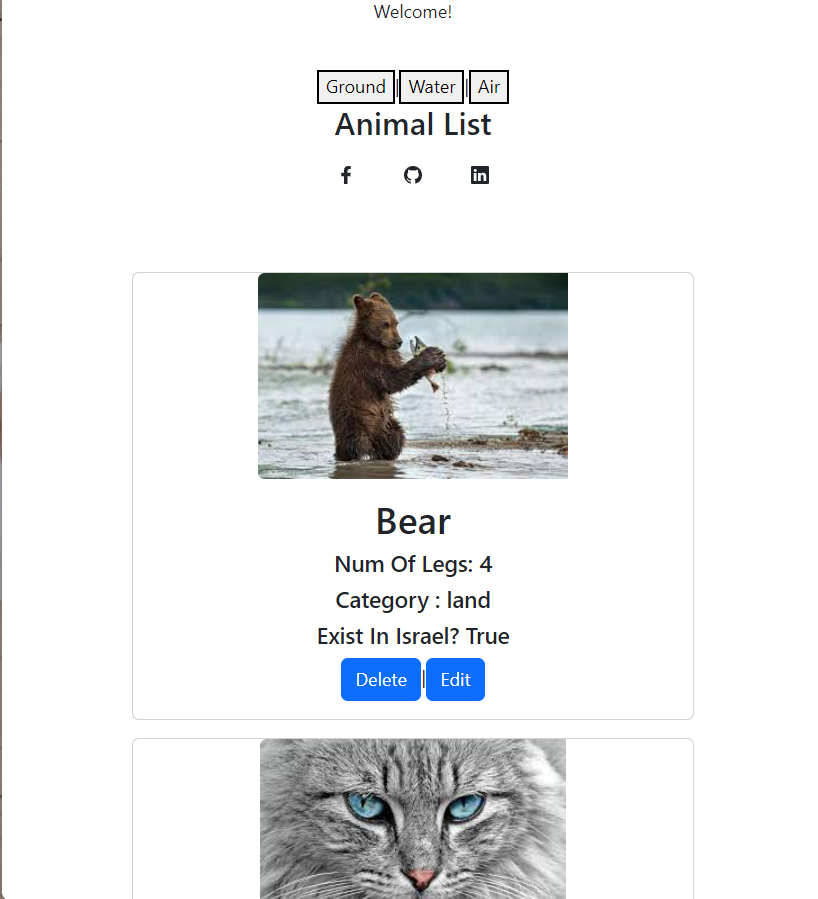 Welcome!
Ground | Water | Air
Animal List
Bear
Num Of Legs: 4
Category : land
Exist In Israel? True
Delete | Edit